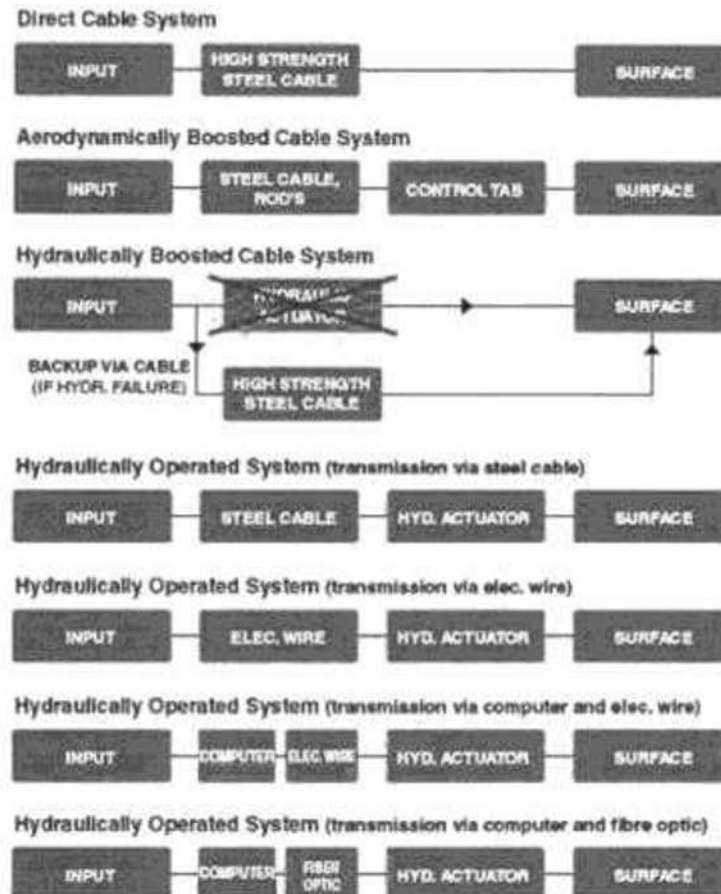 Direct Cable System
INPUT HIGH STRENGTH STEEL CABLE SURFACE
Aerodynamically Boosted Cable System
INPUT STEEL CABLE, ROD'S CONTROL TAB SURFACE
Hydraulically Boosted Cable System
INPUT HYDRAULIC ACTUATOR SURFACE
BACKUP VIA CABLE
(IF HYDR. FAILURE)
HIGH STRENGTH
STEEL CABLE
Hydraulically Operated System (transmission via steel cable)
INPUT STEEL CABLE HYD. ACTUATOR SURFACE
Hydraulically Operated System (transmission via elec. wire)
INPUT ELEC. WIRE HYD. ACTUATOR SURFACE
Hydraulically Operated System (transmission via computer and elec. wire)
INPUT COMPUTER ELEC. WIRE HYD. ACTUATOR SURFACE
Hydraulically Operated System (transmission via computer and fibre optic)
INPUT COMPUTER FIBER OPTIC HYD. ACTUATOR SURFACE